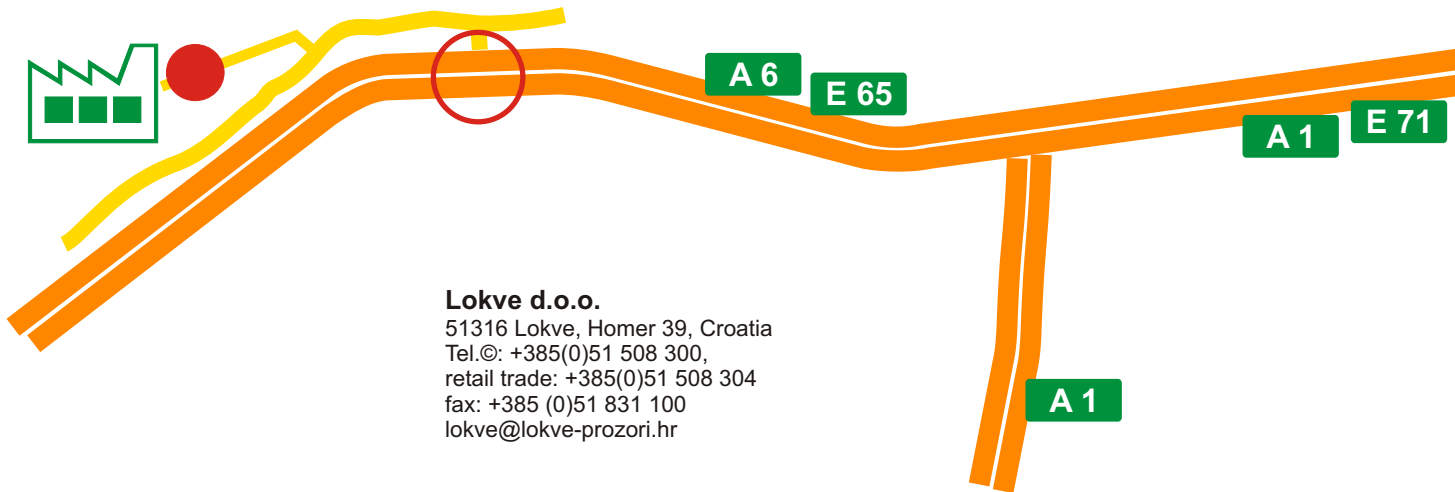 A 6
E 65
A 1
E 71
Lokve d.o.o.
51316 Lokve, Homer 39, Croatia
Tel.©: +385(0)51 508 300,
retail trade: +385(0)51 508 304
fax: +385 (0)51 831 100
lokve@lokve-prozori.hr
A 1